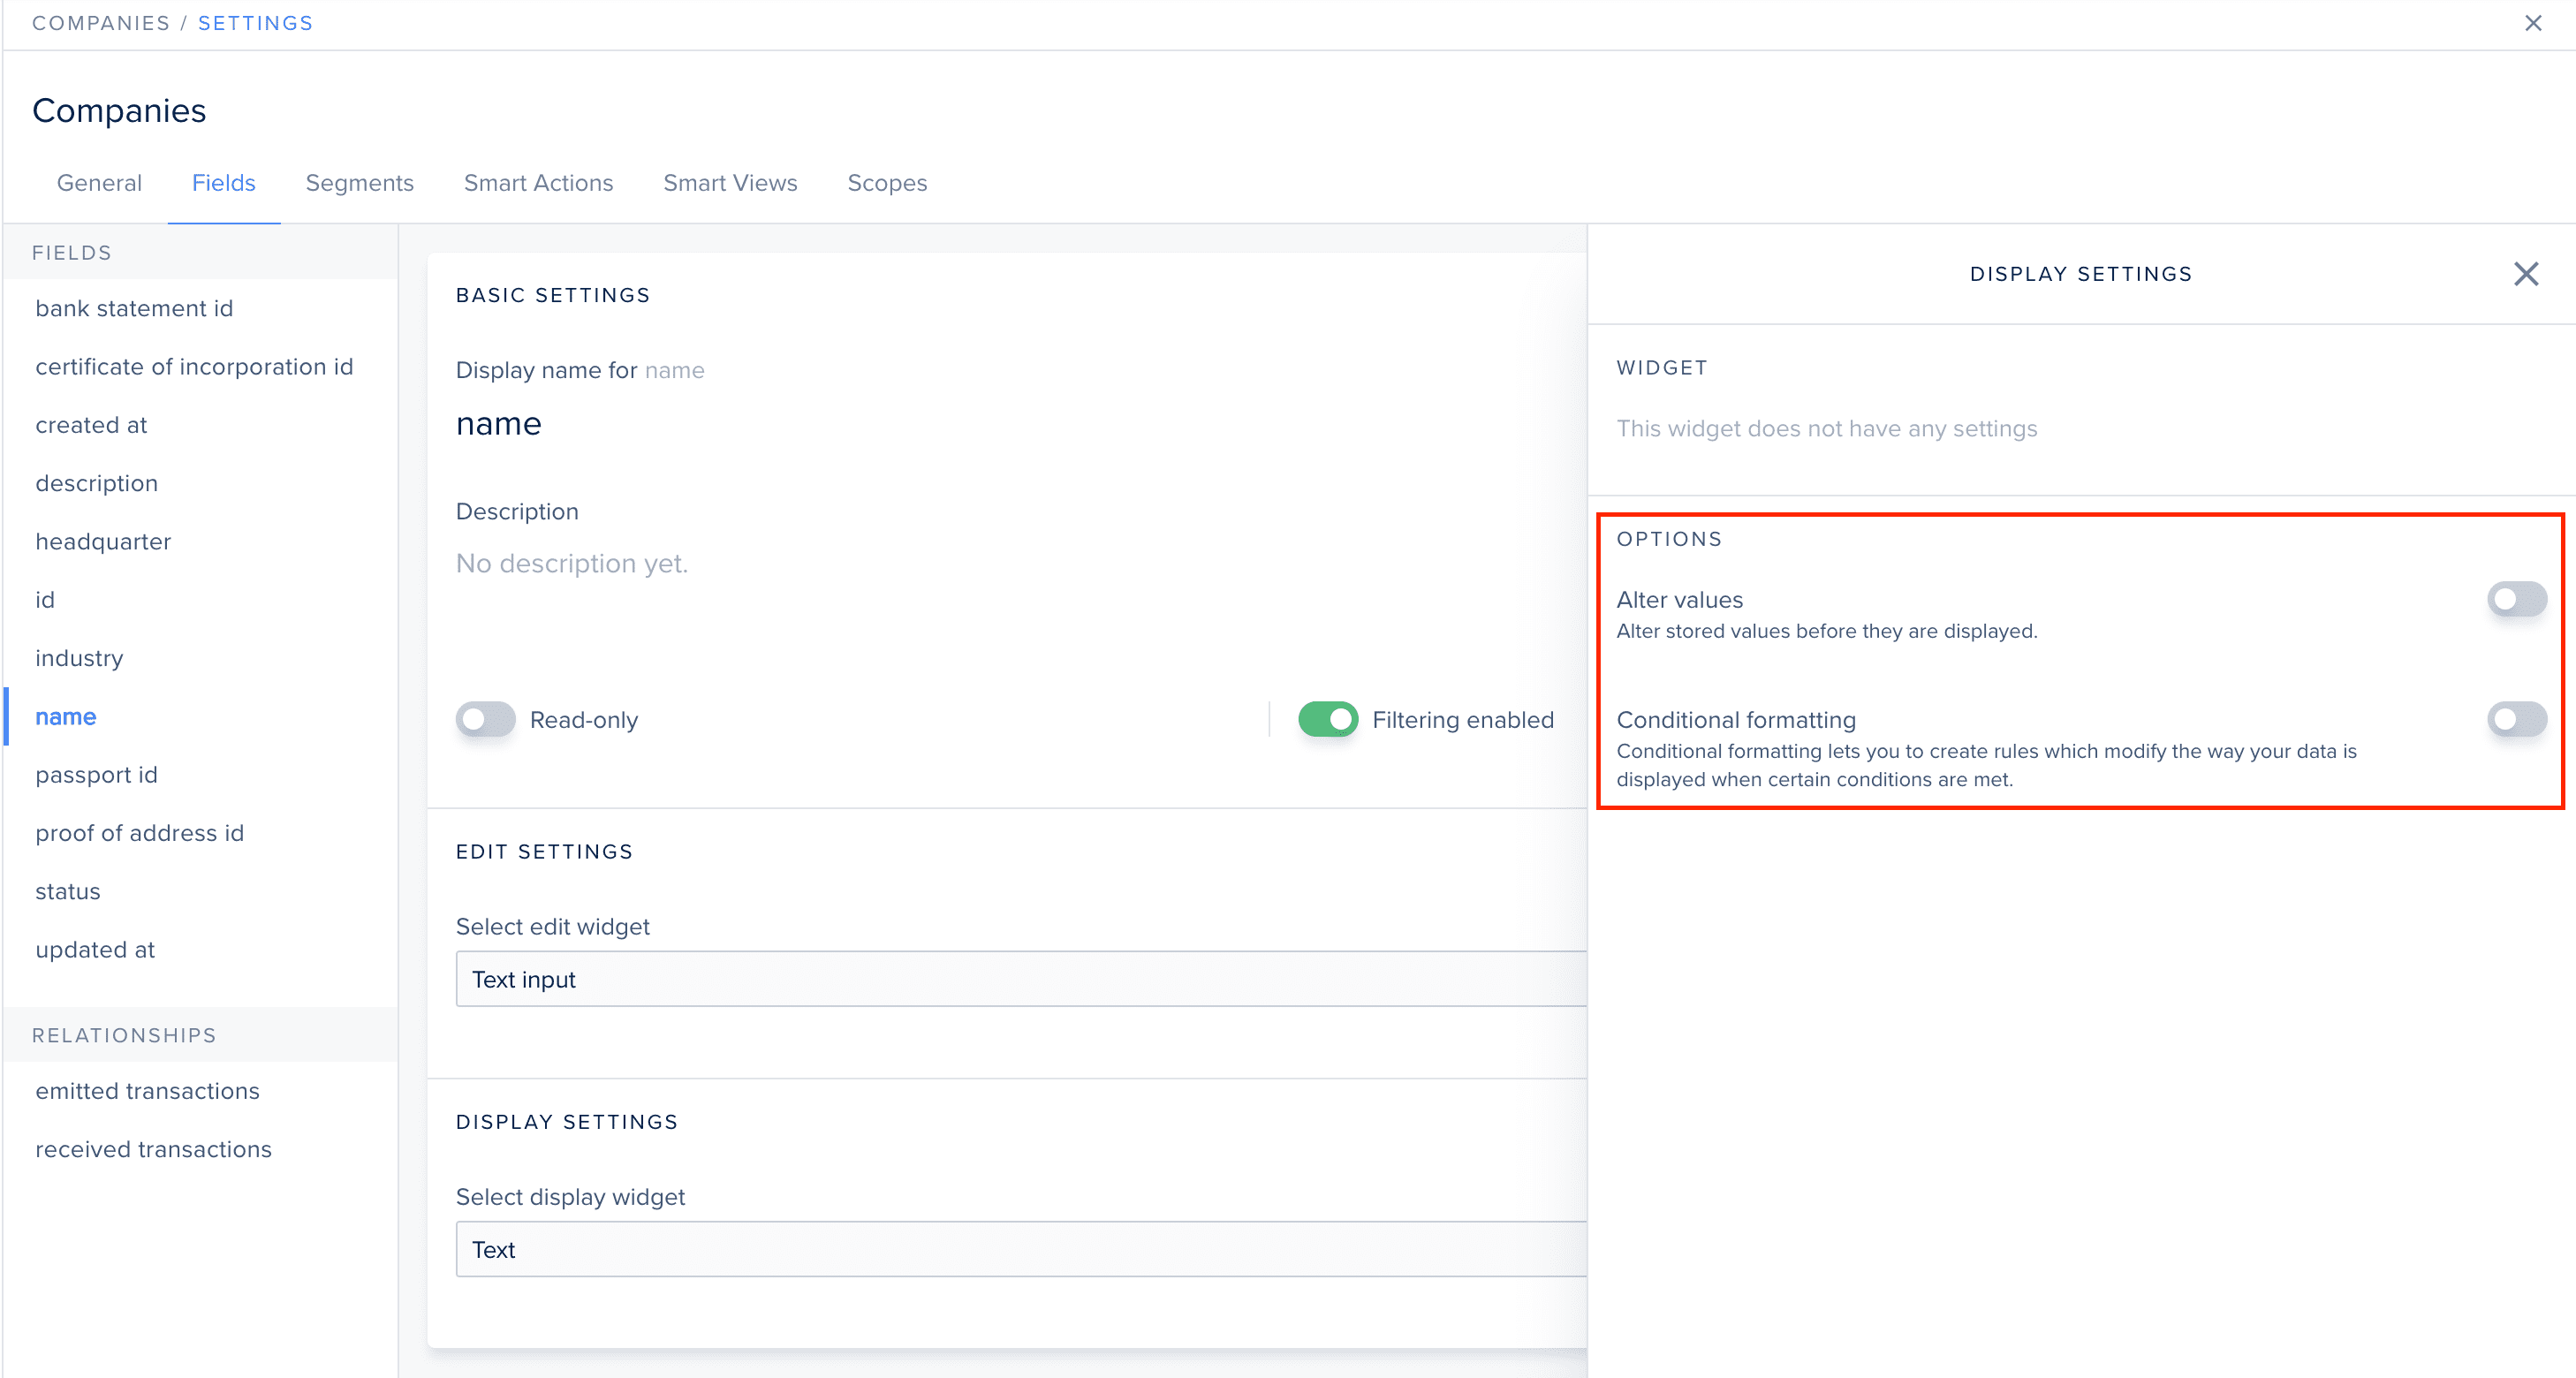 COMPANIES / SETTINGS
Companies
General Fields Segments Smart Actions Smart Views Scopes
FIELDS
bank statement id
certificate of incorporation id
created at
description
headquarter
id
industry
name
passport id
proof of address id
status
updated at
RELATIONSHIPS
emitted transactions
received transactions
BASIC SETTINGS
Display name for name
name
Description
No description yet.
Read-only
Filtering enabled
EDIT SETTINGS
Select edit widget
Text input
DISPLAY SETTINGS
Select display widget
Text
DISPLAY SETTINGS
WIDGET
This widget does not have any settings
OPTIONS
Alter values
Alter stored values before they are displayed.
Conditional formatting
Conditional formatting lets you to create rules which modify the way your data is
displayed when certain conditions are met.